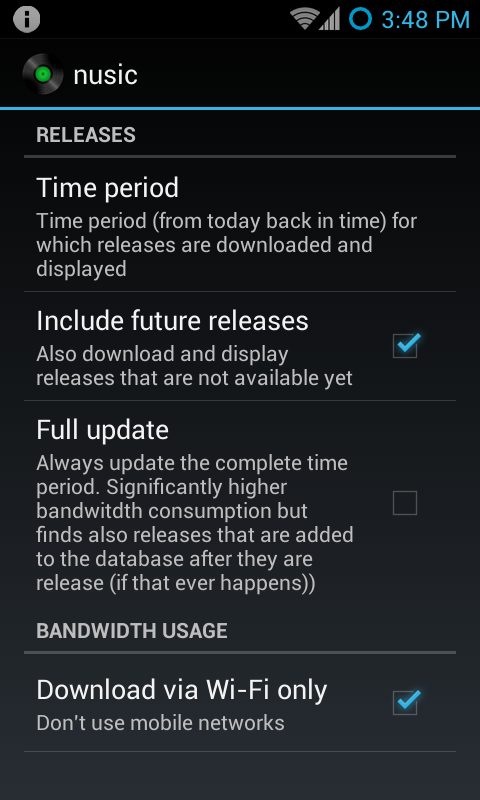 3:48 PM
nusic
RELEASES
Time period
Time period (from today back in time) for
which releases are downloaded and
displayed
Include future releases
Also download and display
releases that are not available yet
Full update
Always update the complete time
period. Significantly higher
bandwitdth consumption but
finds also releases that are added
to the database after they are
release (if that ever happens))
BANDWIDTH USAGE
Download via Wi-Fi only
Don't use mobile networks